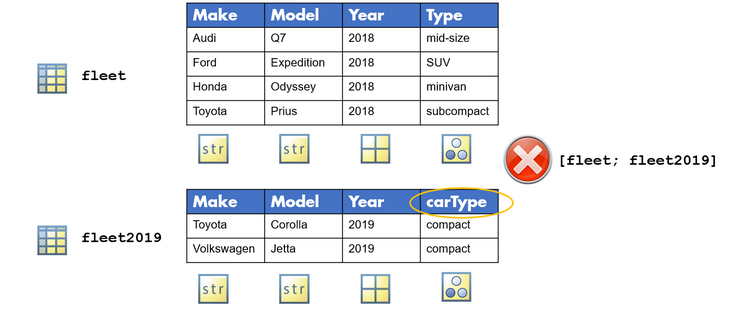 Make Model Year Type
Audi Q7 2018 mid-size
fleet
Ford Expedition 2018 SUV
Honda Odyssey 2018 minivan
Toyota Prius 2018 subcompact
str str
[fleet; fleet2019]
Make Model Year carType
Toyota Corolla 2019 compact
fleet2019
Volkswagen Jetta 2019 compact
str str